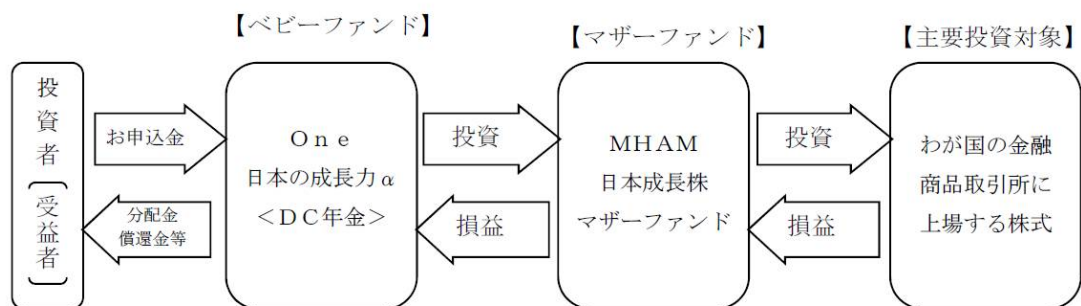 【ベビーファンド】
【マザーファンド】
【主要投資対象】
投資者
(受益者)
お申込金
分配金
償還金等
Ｏｎｅ
日本の成長力α
＜ＤＣ年金＞
投資
損益
ＭＨＡＭ
日本成長株
マザーファンド
投資
損益
わが国の金融
商品取引所に
上場する株式